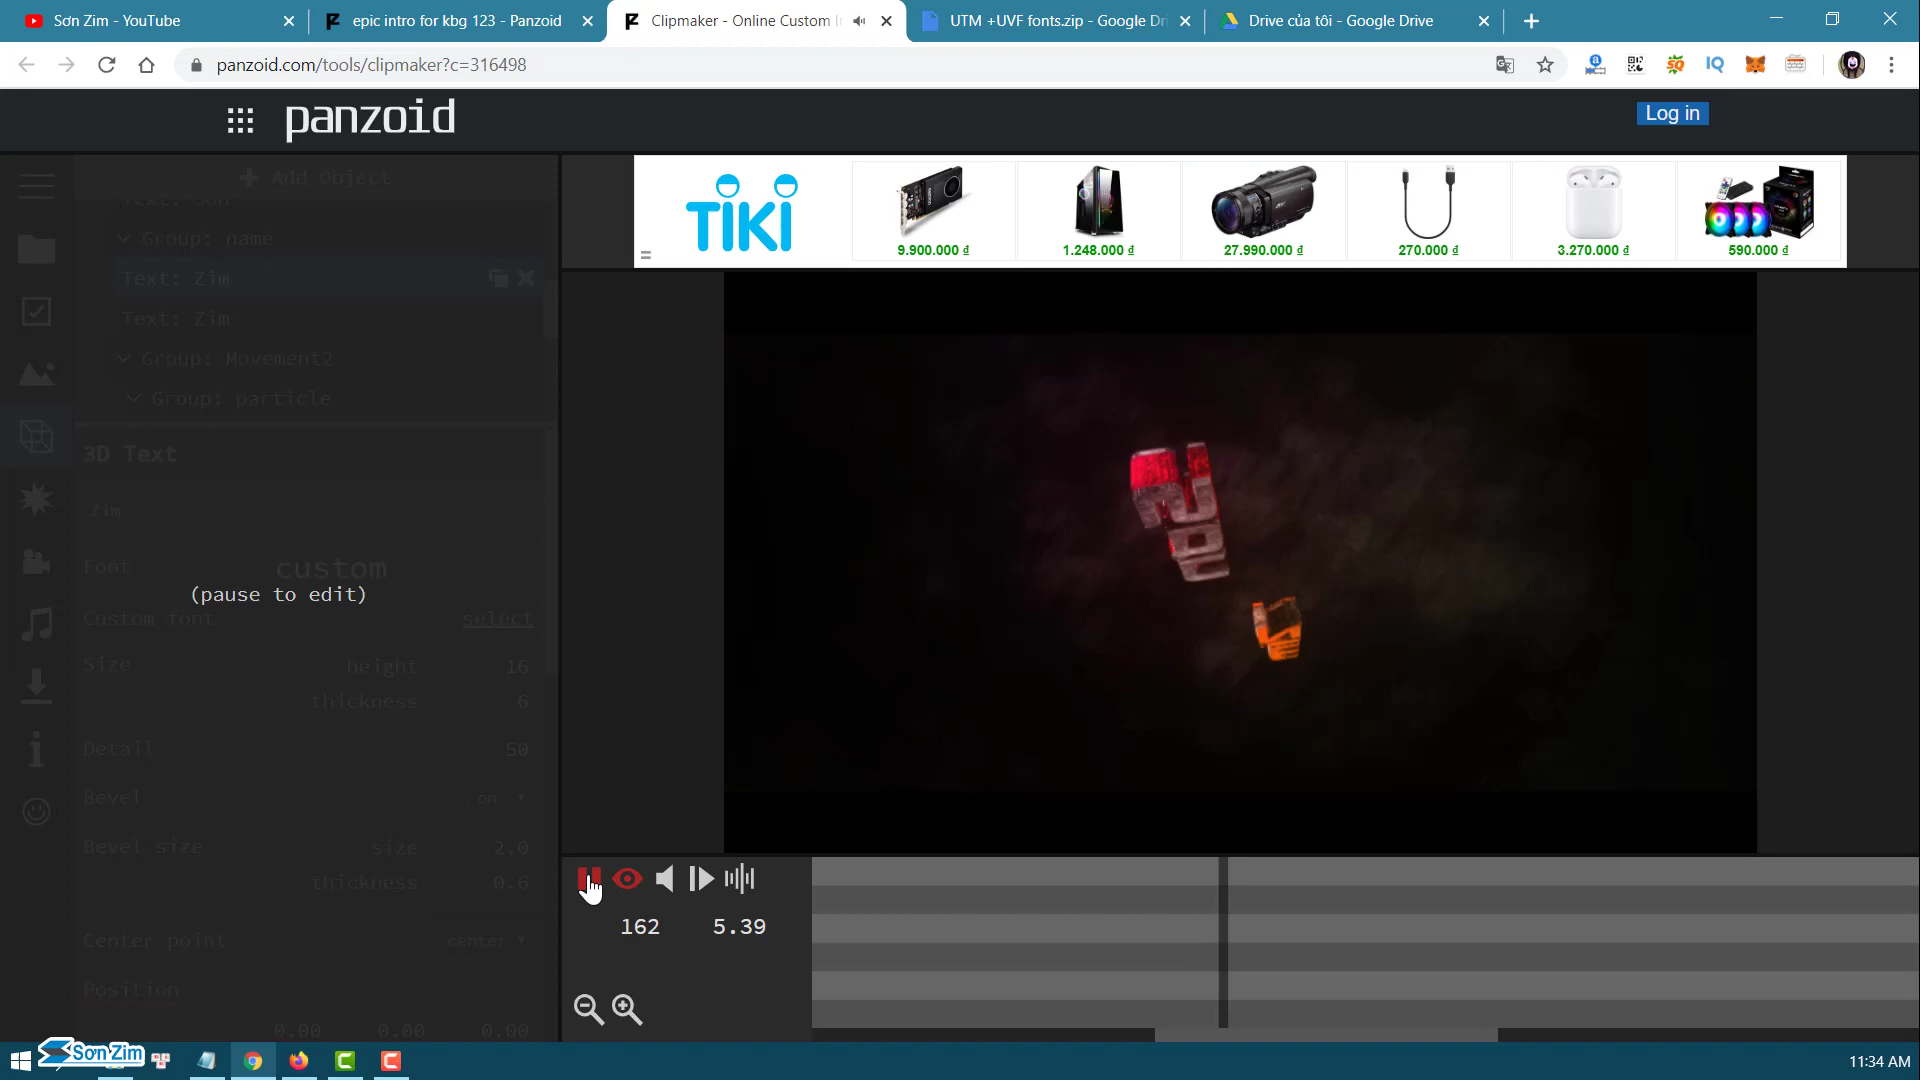 Sơn Zim - YouTube
epic intro for kbg 123 - Panzoid
Clipmaker - Online Custom I
UTM +UVF fonts.zip - Google Dri
Drive của tôi - Google Drive
panzoid.com/tools/clipmaker?c=316498
panzoid
Log in
TIKI
9.900.000 ₫
1.248.000 ₫
27.990.000 ₫
270.000 ₫
3.270.000 ₫
590.000 ₫
Add Object
Text: Son
Group: name
Text: Zim
Text: Zim
Group: Movement2
Group: particle
3D Text
Zim
Font
custom
(pause to edit)
Custom font
select
Size
height
16
thickness
6
Detail
50
Bevel
on
Bevel size
size
2.0
thickness
0.6
Center point
center
Position
0.00 0.00 0.00
162
5.39
Sơn Zim
11:34 AM